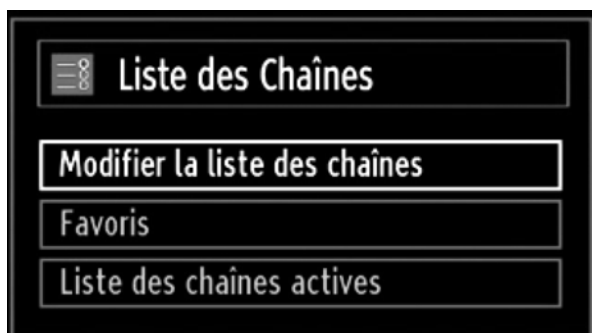 Liste des Chaînes
Modifier la liste des chaînes
Favoris
Liste des chaînes actives